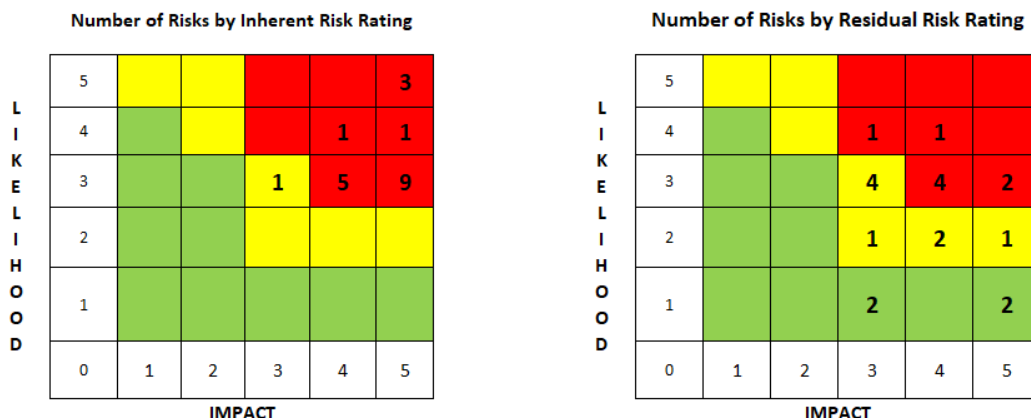 Number of Risks by Inherent Risk Rating
LIKELIHOOD
5 3
4 1 1
3 1 5 9
2
1
0 1 2 3 4 5
IMPACT
Number of Risks by Residual Risk Rating
LIKELIHOOD
5
4 1 1
3 4 4 2
2 1 2 1
1 2 2
0 1 2 3 4 5
IMPACT